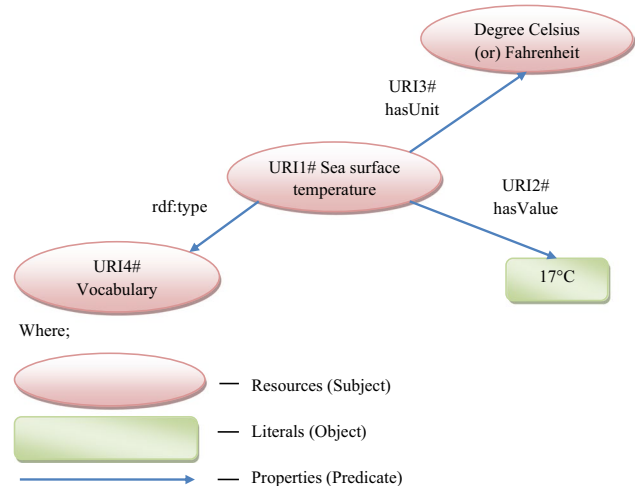 Degree Celsius
(or) Fahrenheit
URI3#
hasUnit
URI1# Sea surface
temperature
URI2#
hasValue
rdf:type
URI4#
Vocabulary
17°C
Where;
— Resources (Subject)
— Literals (Object)
— Properties (Predicate)